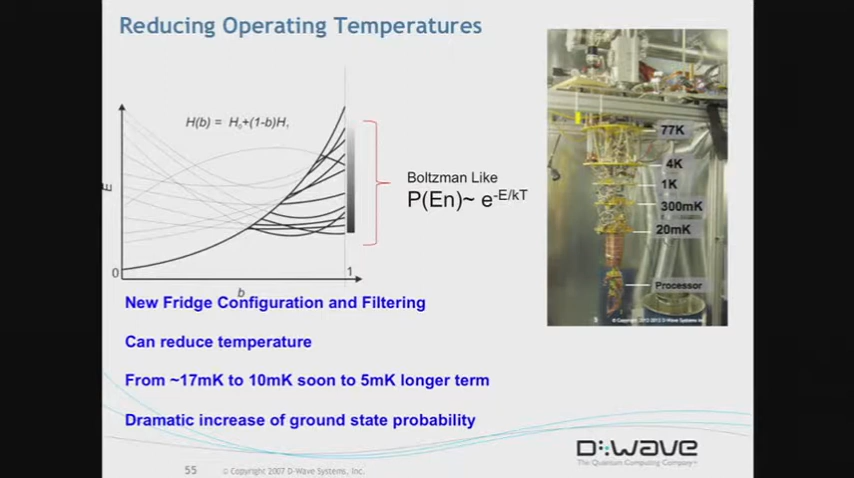 Reducing Operating Temperatures
H(b) = H₀+(1-b)H₁
E
0
b
1
Boltzman Like
P(En)~ e^-E/kT
77K
4K
1K
300mK
20mK
Processor
New Fridge Configuration and Filtering
Can reduce temperature
From ~17mK to 10mK soon to 5mK longer term
Dramatic increase of ground state probability
D:Wave
The Quantum Computing Company™
55 © Copyright 2007 D-Wave Systems, Inc.